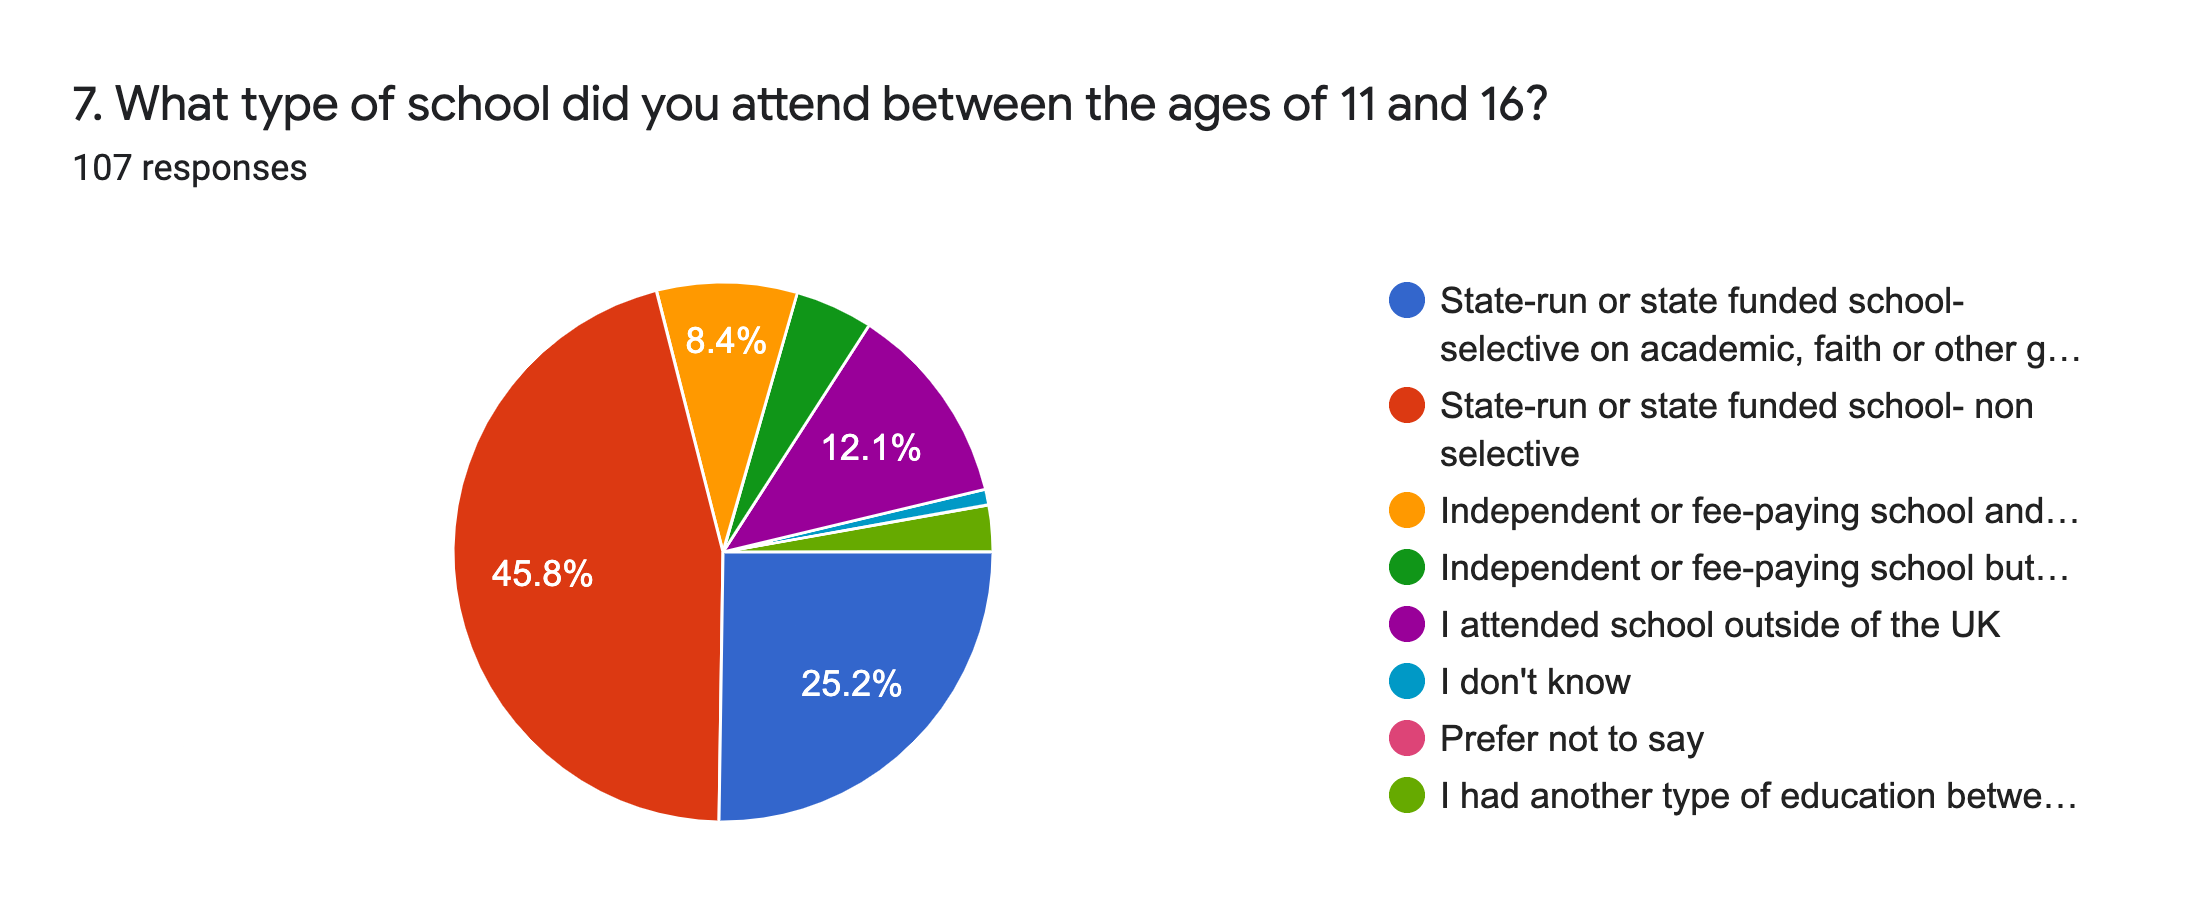 7. What type of school did you attend between the ages of 11 and 16?
107 responses
8.4%
12.1%
45.8%
25.2%
State-run or state funded school-
selective on academic, faith or other g…
State-run or state funded school- non
selective
Independent or fee-paying school and…
Independent or fee-paying school but…
I attended school outside of the UK
I don't know
Prefer not to say
I had another type of education betwe…